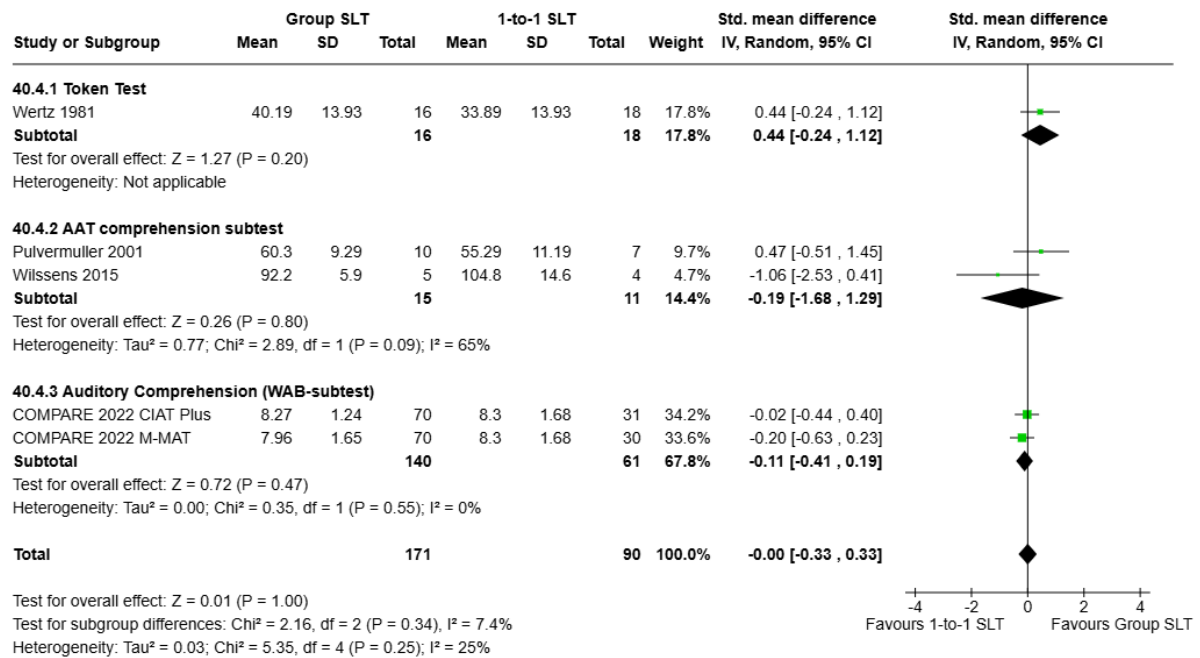 Group SLT 1-to-1 SLT Std. mean difference Std. mean difference
Study or Subgroup Mean SD Total Mean SD Total Weight IV, Random, 95% CI IV, Random, 95% CI
40.4.1 Token Test
Wertz 1981 40.19 13.93 16 33.89 13.93 18 17.8% 0.44 [-0.24 , 1.12]
Subtotal 16 18 17.8% 0.44 [-0.24 , 1.12]
Test for overall effect: Z = 1.27 (P = 0.20)
Heterogeneity: Not applicable
40.4.2 AAT comprehension subtest
Pulvermuller 2001 60.3 9.29 10 55.29 11.19 7 9.7% 0.47 [-0.51 , 1.45]
Wilssens 2015 92.2 5.9 5 104.8 14.6 4 4.7% -1.06 [-2.53 , 0.41]
Subtotal 15 11 14.4% -0.19 [-1.68 , 1.29]
Test for overall effect: Z = 0.26 (P = 0.80)
Heterogeneity: Tau² = 0.77; Chi² = 2.89, df = 1 (P = 0.09); I² = 65%
40.4.3 Auditory Comprehension (WAB-subtest)
COMPARE 2022 CIAT Plus 8.27 1.24 70 8.3 1.68 31 34.2% -0.02 [-0.44 , 0.40]
COMPARE 2022 M-MAT 7.96 1.65 70 8.3 1.68 30 33.6% -0.20 [-0.63 , 0.23]
Subtotal 140 61 67.8% -0.11 [-0.41 , 0.19]
Test for overall effect: Z = 0.72 (P = 0.47)
Heterogeneity: Tau² = 0.00; Chi² = 0.35, df = 1 (P = 0.55); I² = 0%
Total 171 90 100.0% -0.00 [-0.33 , 0.33]
Test for overall effect: Z = 0.01 (P = 1.00)
Test for subgroup differences: Chi² = 2.16, df = 2 (P = 0.34), I² = 7.4%
Heterogeneity: Tau² = 0.03; Chi² = 5.35, df = 4 (P = 0.25); I² = 25%
-4 -2 0 2 4
Favours 1-to-1 SLT Favours Group SLT